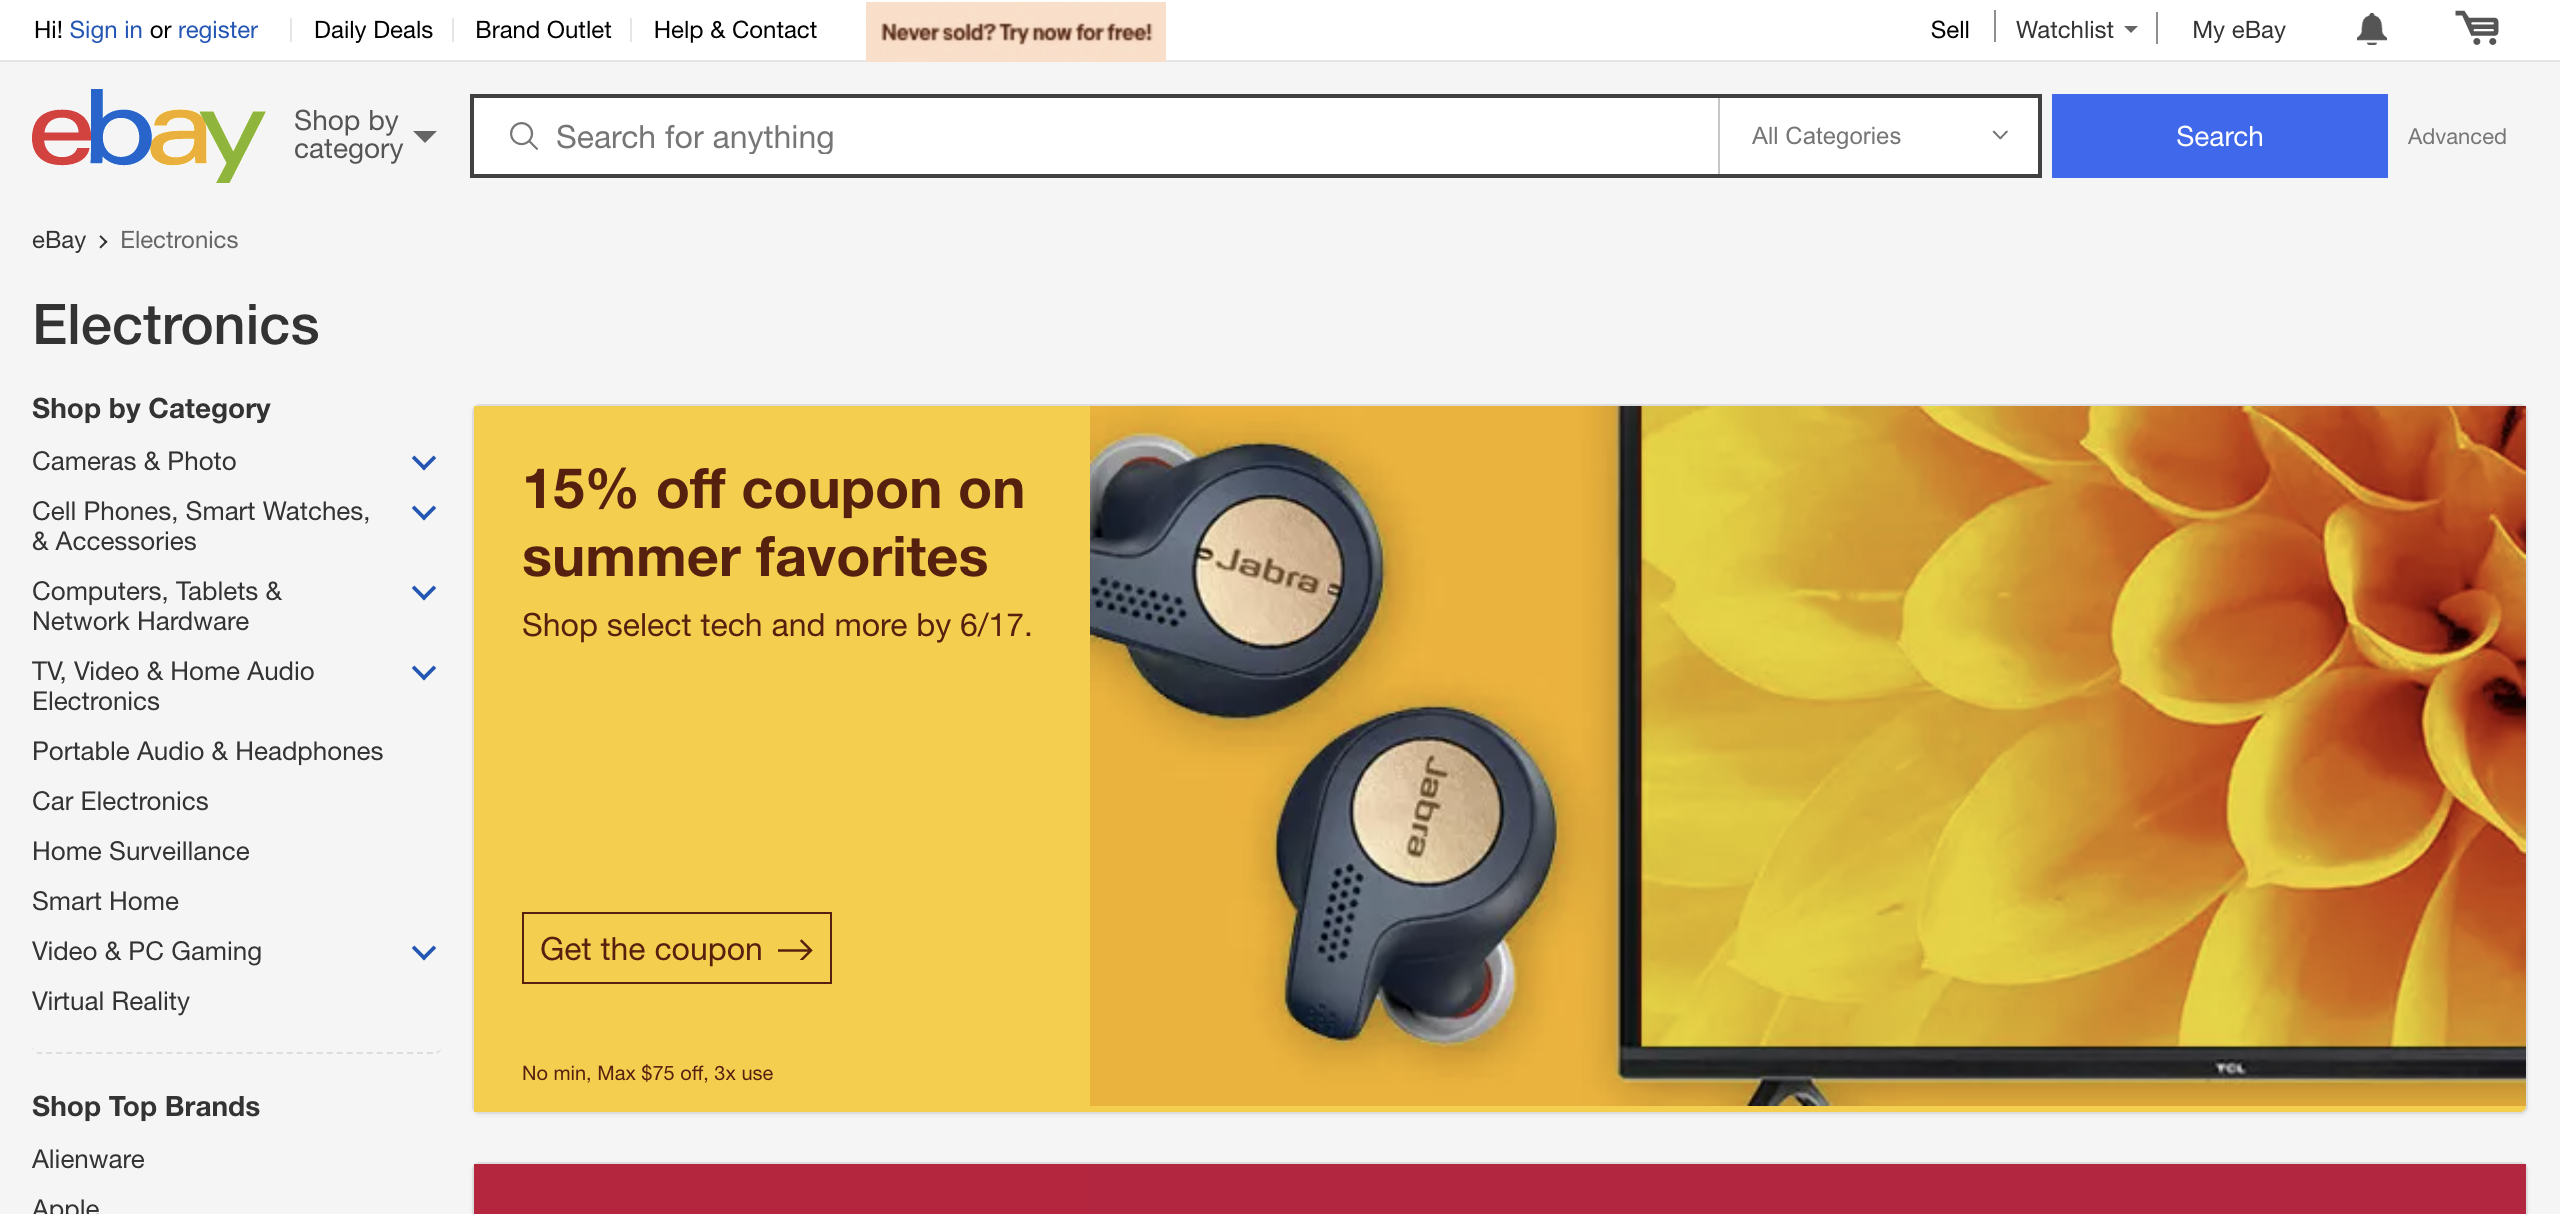 Hi! Sign in or register
Daily Deals
Brand Outlet
Help & Contact
Never sold? Try now for free!
Sell
Watchlist
My eBay
ebay
Shop by
category
Search for anything
All Categories
Search
Advanced
eBay > Electronics
Electronics
Shop by Category
Cameras & Photo
Cell Phones, Smart Watches,
& Accessories
Computers, Tablets &
Network Hardware
TV, Video & Home Audio
Electronics
Portable Audio & Headphones
Car Electronics
Home Surveillance
Smart Home
Video & PC Gaming
Virtual Reality
Shop Top Brands
Alienware
Apple
15% off coupon on
summer favorites
Shop select tech and more by 6/17.
Get the coupon
No min, Max $75 off, 3x use
Jabra
Jabra
TCL